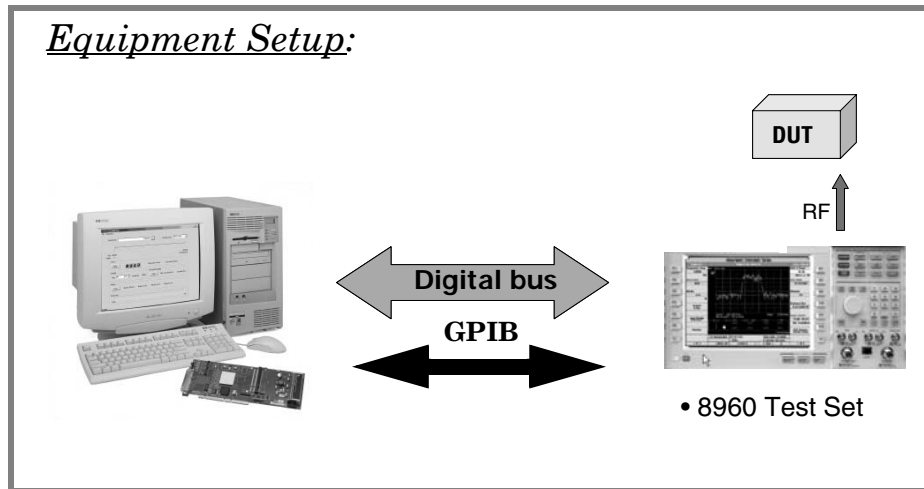 Equipment Setup:
DUT
RF
Digital bus
GPIB
• 8960 Test Set